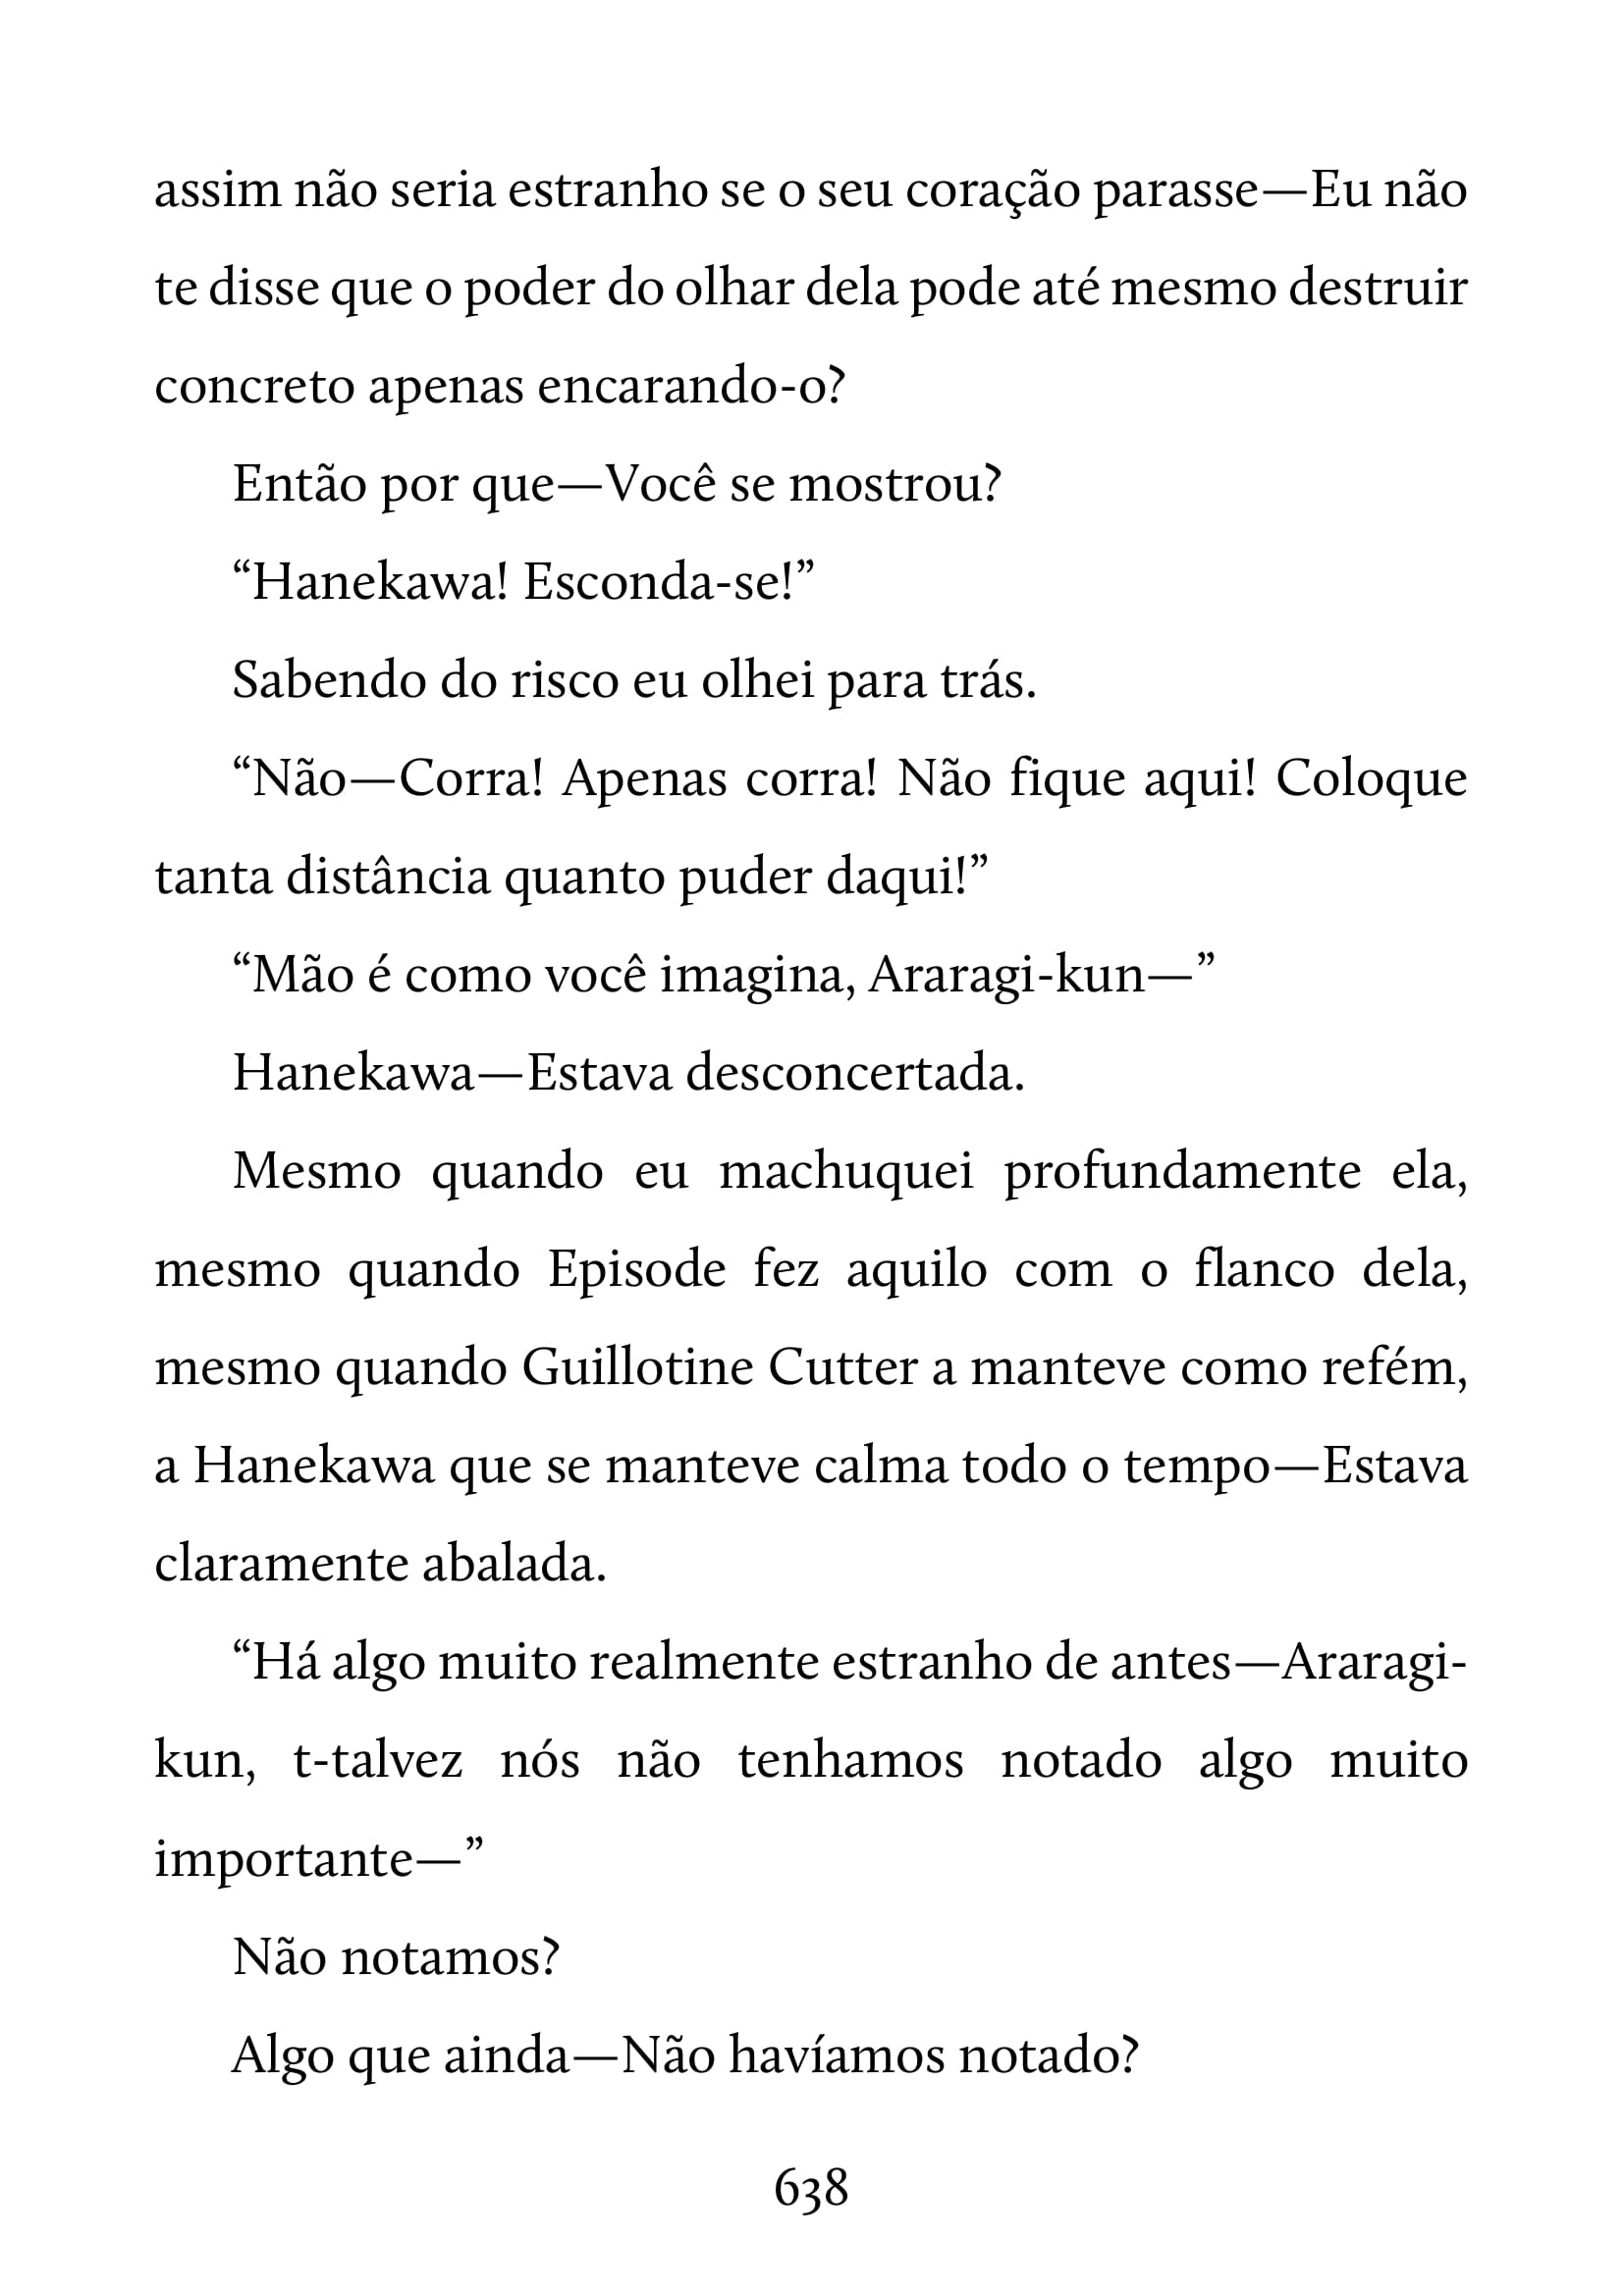 assim não seria estranho se o seu coração parasse—Eu não
te disse que o poder do olhar dela pode até mesmo destruir
concreto apenas encarando-o?
Então por que—Você se mostrou?
“Hanekawa! Esconda-se!”
Sabendo do risco eu olhei para trás.
“Não—Corra! Apenas corra! Não fique aqui! Coloque
tanta distância quanto puder daqui!”
“Mão é como você imagina, Araragi-kun—”
Hanekawa—Estava desconcertada.
Mesmo quando eu machuquei profundamente ela,
mesmo quando Episode fez aquilo com o flanco dela,
mesmo quando Guillotine Cutter a manteve como refém,
a Hanekawa que se manteve calma todo o tempo—Estava
claramente abalada.
“Há algo muito realmente estranho de antes—Araragi-
kun, t-talvez nós não tenhamos notado algo muito
importante—”
Não notamos?
Algo que ainda—Não havíamos notado?
638